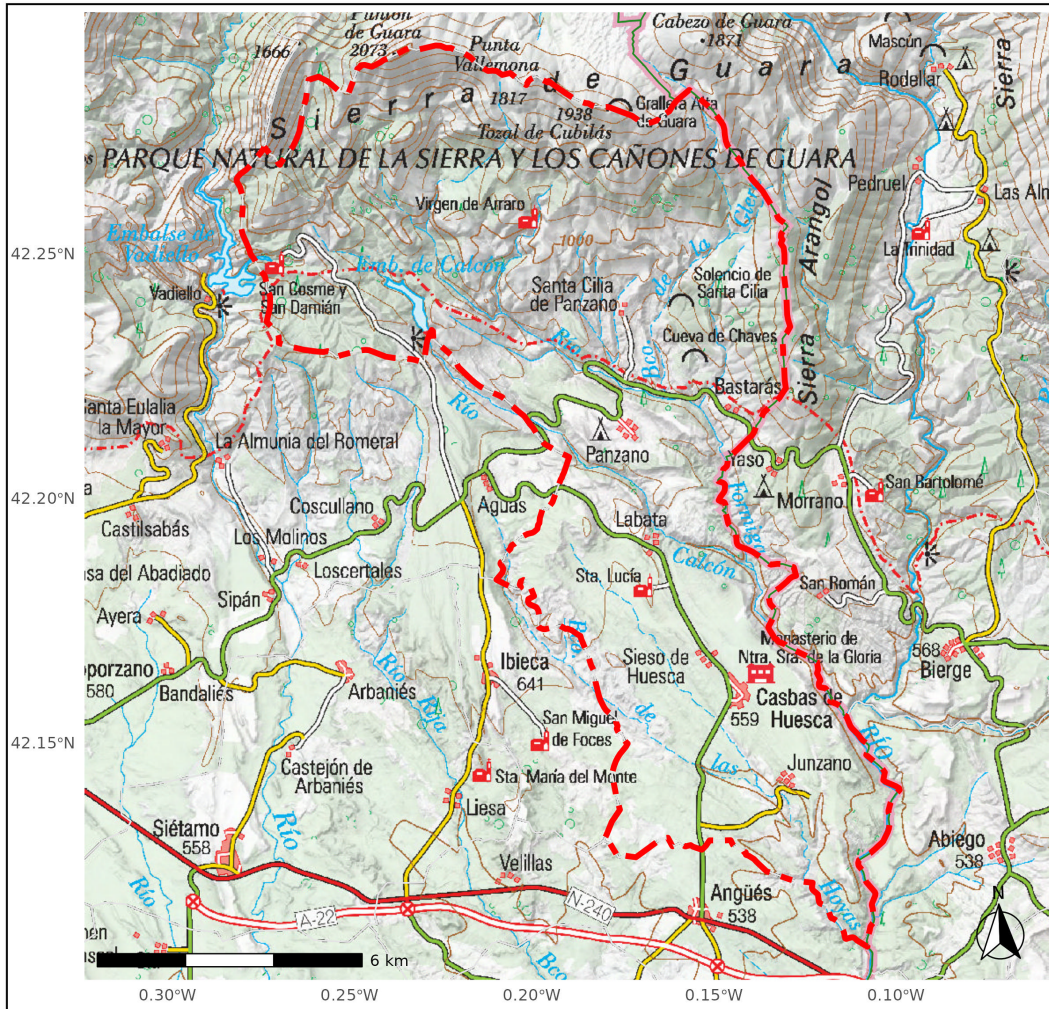 Puntón
de Guara
2073
1666
Punta
Vallemona
Cabezo de Guara
1871
Mascún
Rodellar
Sierra de Guara
1817
1938
Tozal de Cubilás
Grallera Alta
de Guara
Sierra
PARQUE NATURAL DE LA SIERRA Y LOS CAÑONES DE GUARA
Pedruel
Las Alm
Virgen de Arraro
La Trinidad
42.25°N
Embalse de
Vadiello
1000
Emb. de Calcón
Bco. de la Glera
Sierra Arangol
San Cosme y
San Damián
Vadiello
Santa Cilia
de Panzano
Solencio de
Santa Cilia
Cueva de Chaves
Río
Bastarás
Santa Eulalia
la Mayor
La Almunia del Romeral
Río
Panzano
Yaso
Morrano
San Bartolomé
42.20°N
Castilsabás
Coscullano
Aguas
Labata
Formiga
Los Molinos
Calcón
Loscertales
Sta. Lucía
San Román
Sipán
Ayera
Monasterio de
Ntra. Sra. de la Gloria
568
Bierge
580
Bandaliés
Arbaniés
Ibieca
641
Sieso de
Huesca
Casbas de
Huesca
559
Río Reja
San Migue
de Foces
de
las
RÍO
42.15°N
Castejón de
Arbaniés
Sta. María del Monte
Junzano
Liesa
Siétamo
558
Río
Abiego
538
Velillas
Angüés
538
Hoyas
Río
A-22
N-240
Bco
N
6 km
0.30°W
0.25°W
0.20°W
0.15°W
0.10°W